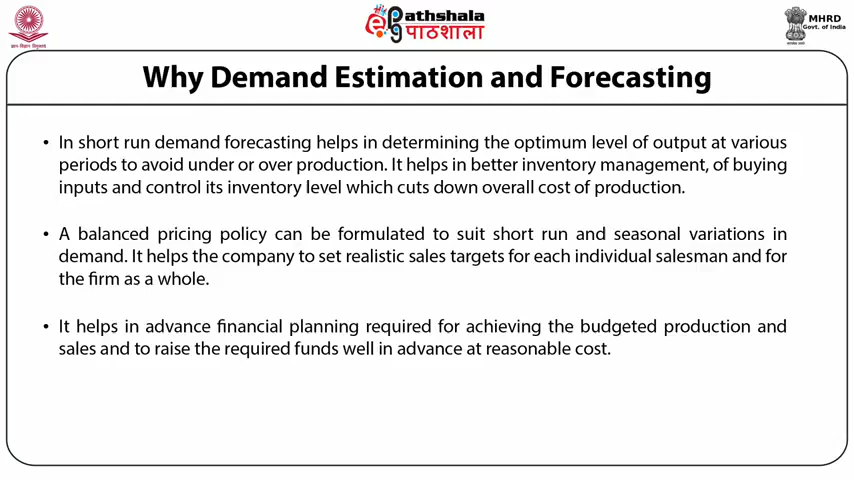 ePathshala
पाठशाला
MHRD
Govt. of India
Why Demand Estimation and Forecasting
• In short run demand forecasting helps in determining the optimum level of output at various
periods to avoid under or over production. It helps in better inventory management, of buying
inputs and control its inventory level which cuts down overall cost of production.
• A balanced pricing policy can be formulated to suit short run and seasonal variations in
demand. It helps the company to set realistic sales targets for each individual salesman and for
the firm as a whole.
• It helps in advance financial planning required for achieving the budgeted production and
sales and to raise the required funds well in advance at reasonable cost.